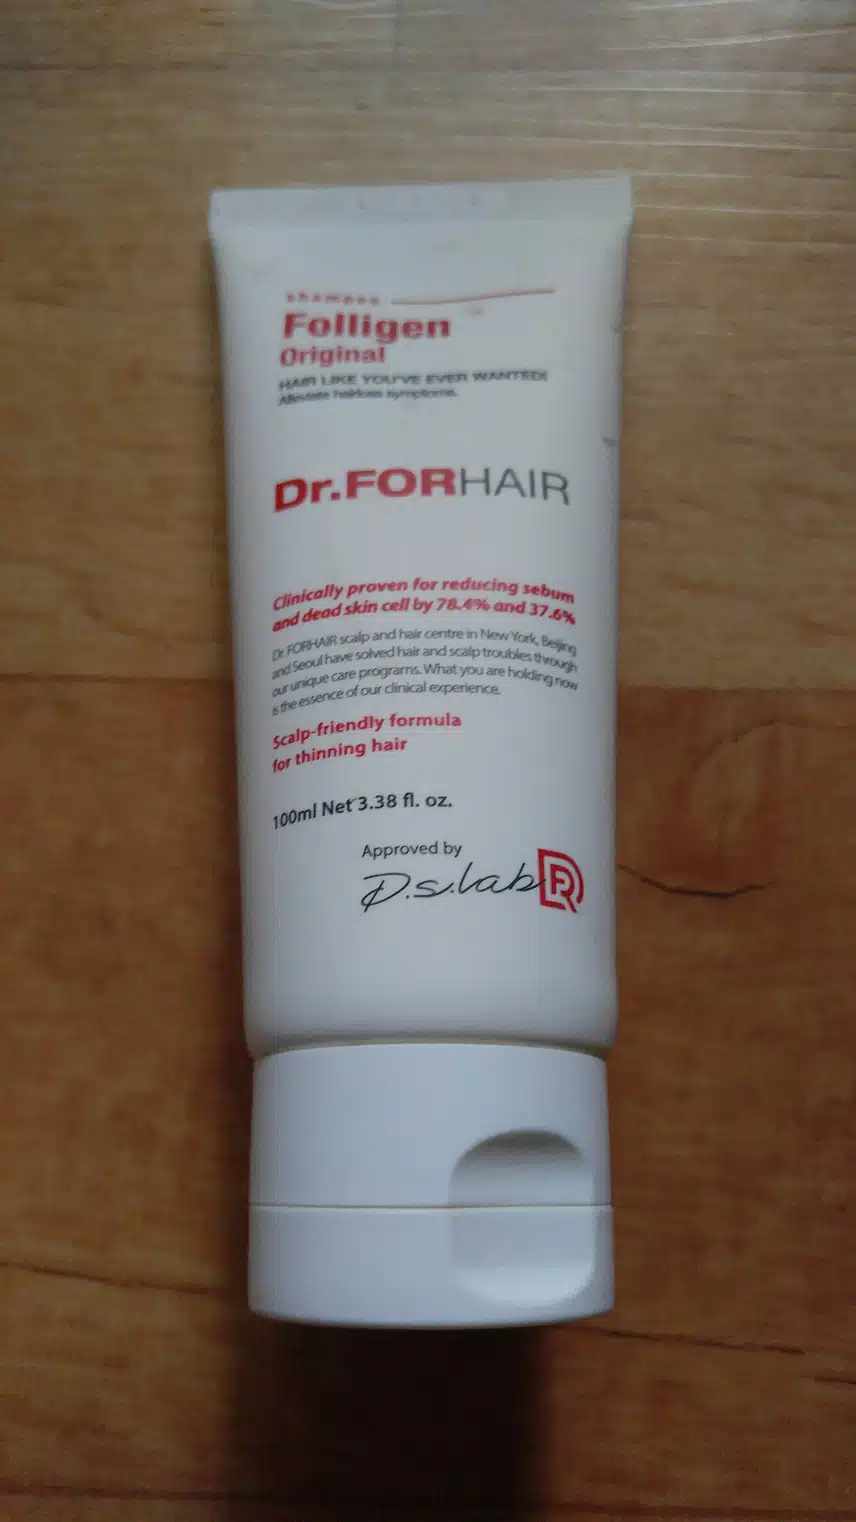 shampoo
Folligen
Original
HAIR LIKE YOU'VE EVER WANTED!
Alleviate hairloss symptoms.
Dr.FORHAIR
Clinically proven for reducing sebum
and dead skin cell by 78.4% and 37.6%
Dr.FORHAIR scalp and hair centre in New York, Beijing
and Seoul have solved hair and scalp troubles through
our unique care programs. What you are holding now
is the essence of our clinical experience.
Scalp-friendly formula
for thinning hair
100ml Net 3.38 fl. oz.
Approved by
D.S.lab